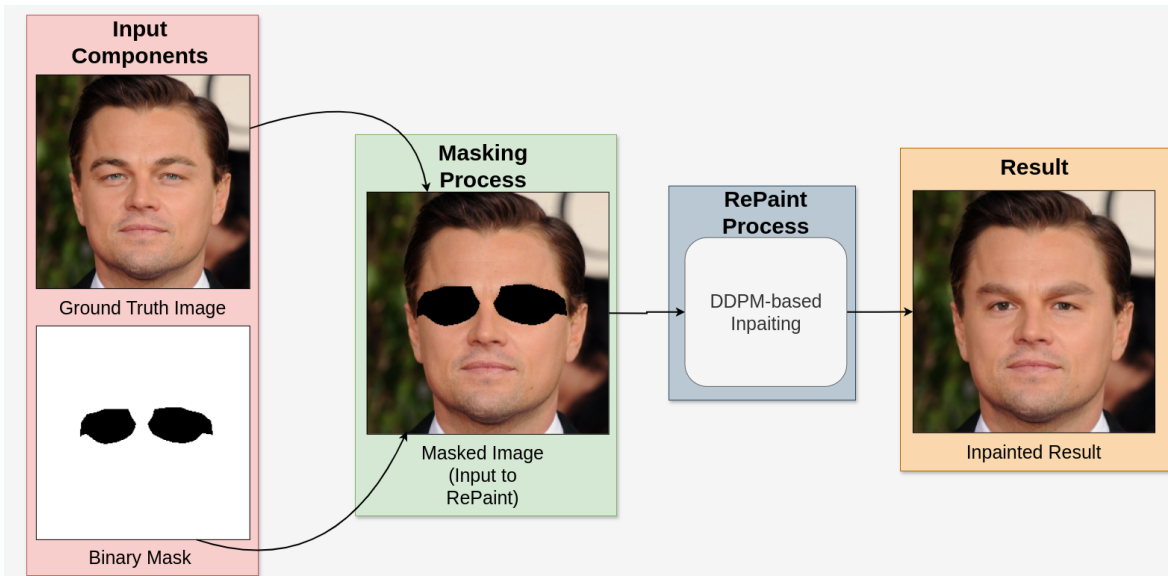 Input
Components
Ground Truth Image
Binary Mask
Masking
Process
Masked Image
(Input to
RePaint)
RePaint
Process
DDPM-based
Inpaiting
Result
Inpainted Result